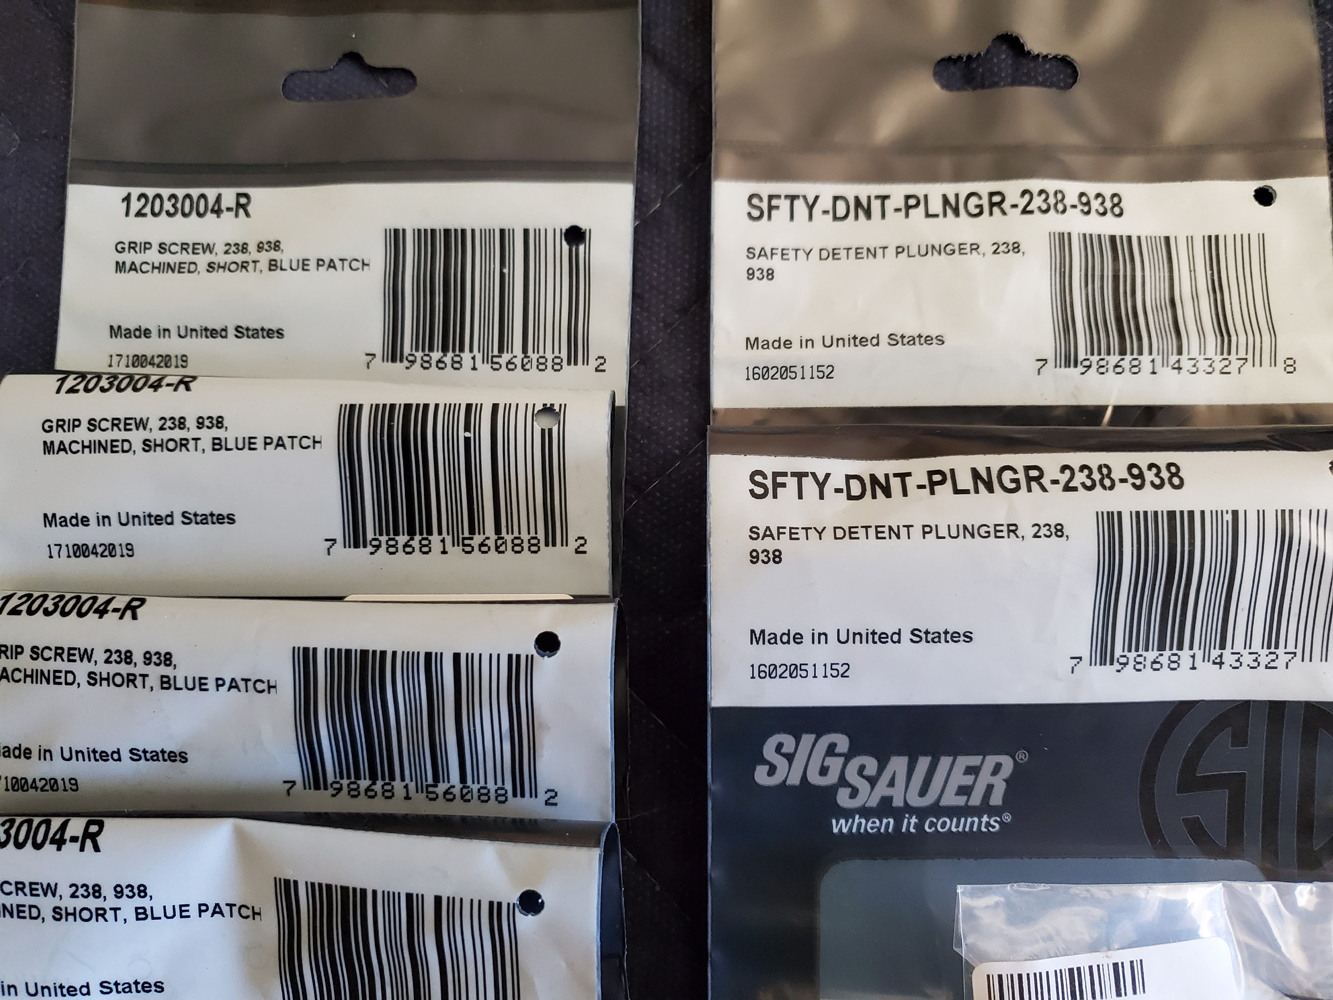 1203004-R
GRIP SCREW, 238, 938,
MACHINED, SHORT, BLUE PATCH
Made in United States
1710042019
7 98681 56088 2
1203004-R
GRIP SCREW, 238, 938,
MACHINED, SHORT, BLUE PATCH
Made in United States
1710042019
7 98681 56088 2
1203004-R
RIP SCREW, 238, 938,
ACHINED, SHORT, BLUE PATCH
ade in United States
710042019
7 98681 56088 2
3004-R
CREW, 238, 938,
NED, SHORT, BLUE PATCH
in United States
SFTY-DNT-PLNGR-238-938
SAFETY DETENT PLUNGER, 238,
938
Made in United States
1602051152
7 98681 43327 8
SFTY-DNT-PLNGR-238-938
SAFETY DETENT PLUNGER, 238,
938
Made in United States
1602051152
7 98681 43327
SIG SAUER®
when it counts®
SIG